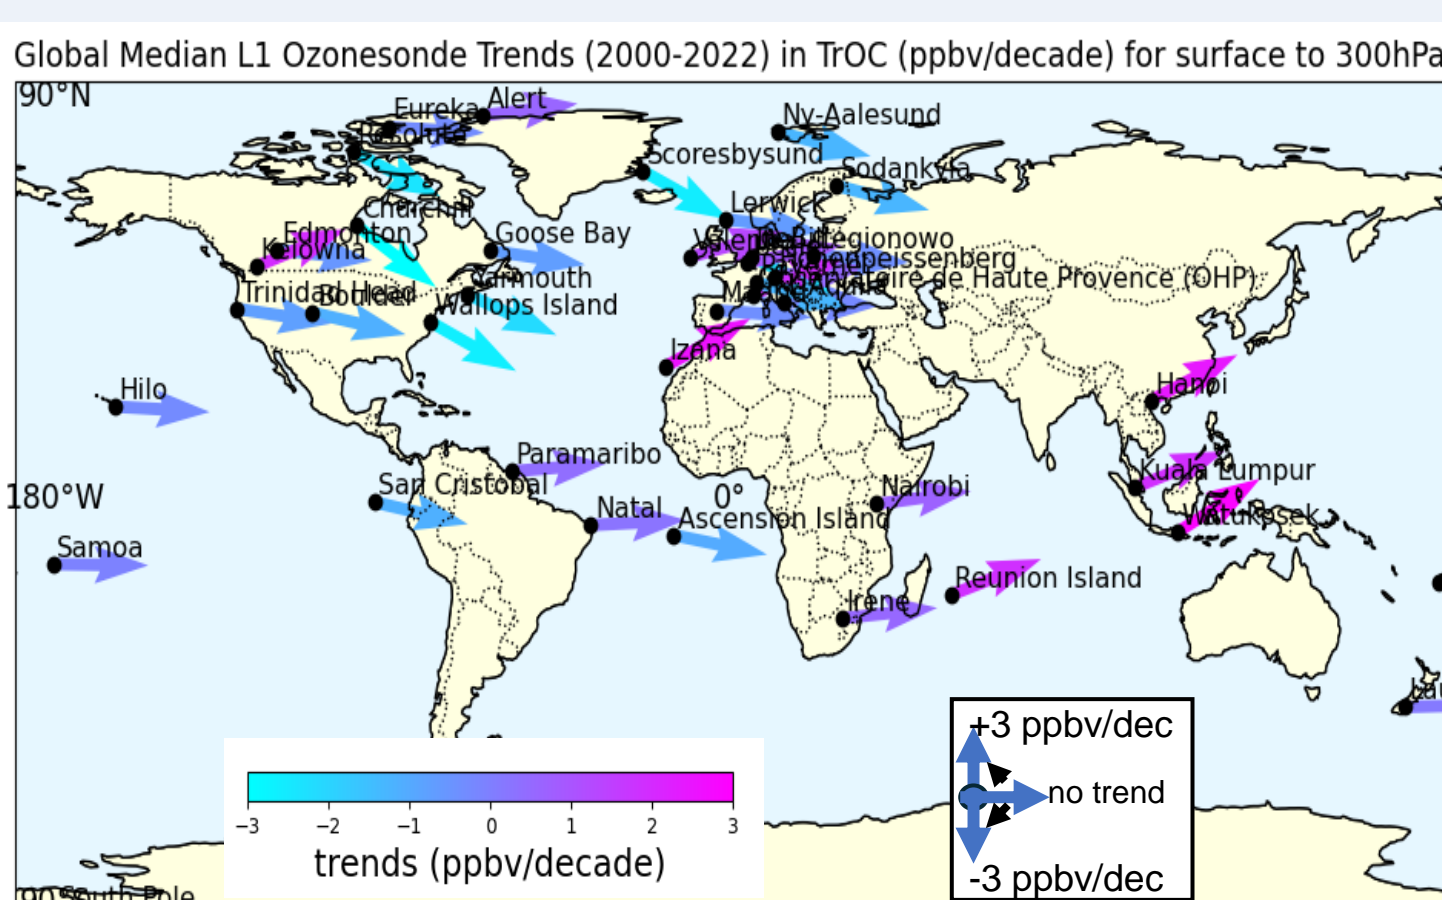 Global Median L1 Ozonesonde Trends (2000-2022) in TrOC (ppbv/decade) for surface to 300hPa
90°N
Alert
Eureka
Resolute
Ny-Aalesund
Scoresbysund
Sodankyla
Lerwick
Churchill
Edmonton
Goose Bay
Legionowo
Kelowna
Hohenpeissenberg
Yarmouth
de Haute Provence (OHP)
Trinidad Head
Boulder
Madrid
L'Aquila
Wallops Island
Izana
Hilo
Hanoi
Paramaribo
Kuala Lumpur
San Cristobal
180°W
0°
Nairobi
Natal
Ascension Island
Watukosek
Samoa
Reunion Island
Irene
+3 ppbv/dec
no trend
-3 ppbv/dec
−3 −2 −1 0 1 2 3
trends (ppbv/decade)
South Pole